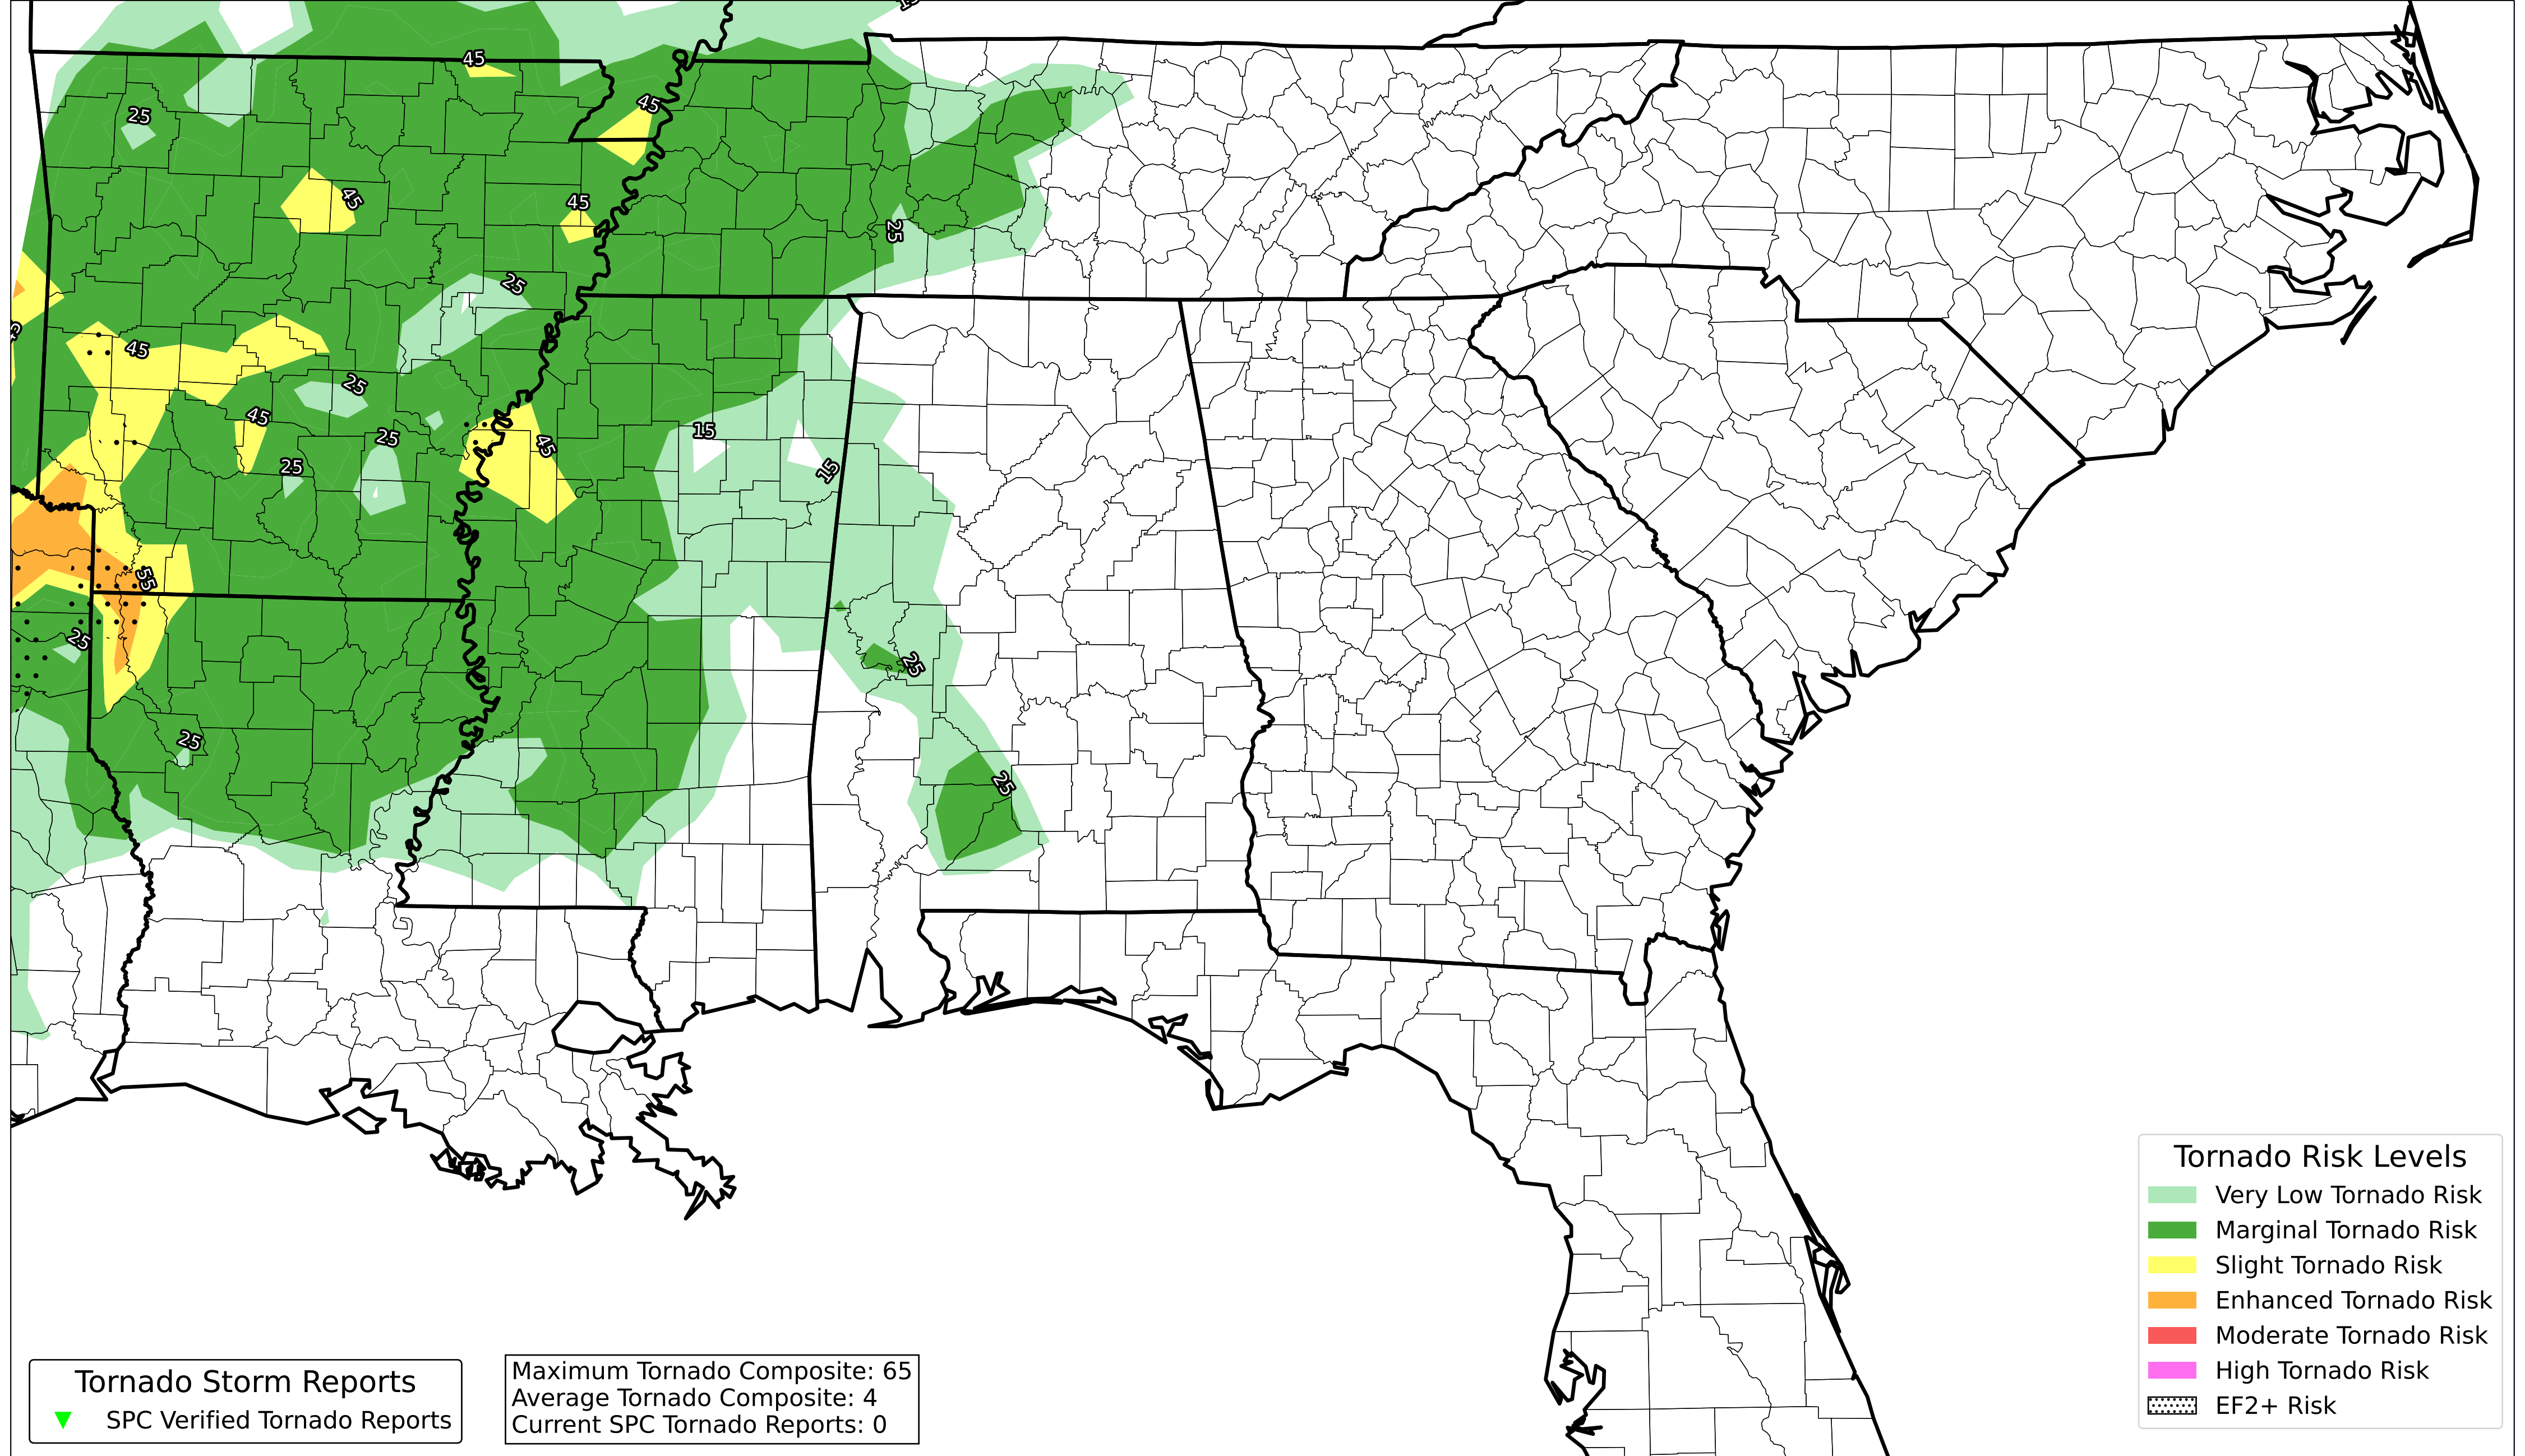 15
45
25
45
45
45
25
25
45
25
45
15
25
45
25
15
25
55
25
25
25
25
Tornado Risk Levels
Very Low Tornado Risk
Marginal Tornado Risk
Slight Tornado Risk
Enhanced Tornado Risk
Moderate Tornado Risk
High Tornado Risk
EF2+ Risk
Tornado Storm Reports
SPC Verified Tornado Reports
Maximum Tornado Composite: 65
Average Tornado Composite: 4
Current SPC Tornado Reports: 0